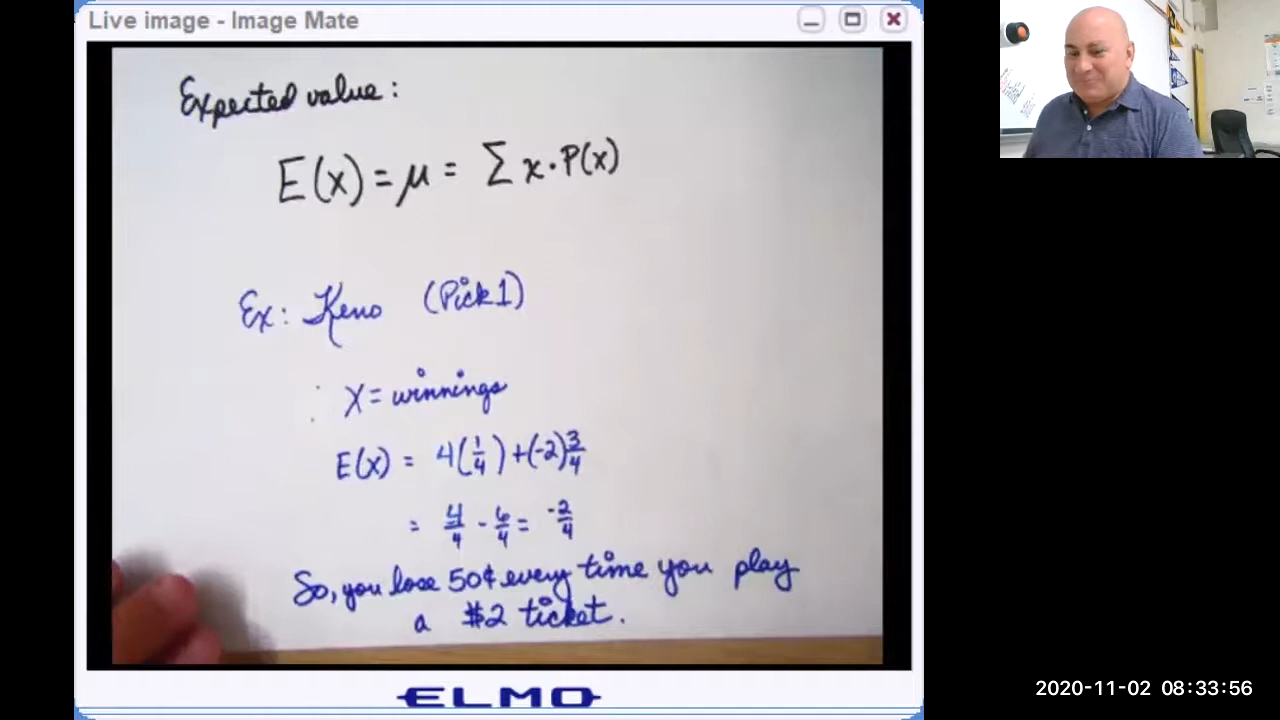 Live image - Image Mate
Expected value:
E(x) = μ = Σ x · P(x)
Ex: Keno (Pick 1)
X = winnings
E(x) = 4(1/4) + (-2)3/4
= 4/4 - 6/4 = -2/4
So, you lose 50¢ every time you play
a $2 ticket.
ELMO
2020-11-02 08:33:56